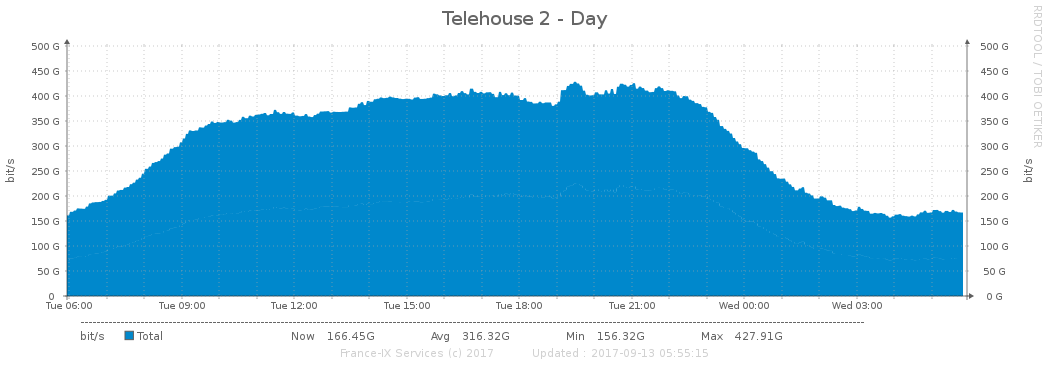 Telehouse 2 - Day
RRDTOOL / TOBI OETIKER
bit/s
bit/s
500 G 500 G
450 G 450 G
400 G 400 G
350 G 350 G
300 G 300 G
250 G 250 G
200 G 200 G
150 G 150 G
100 G 100 G
50 G 50 G
0 0 G
Tue 06:00 Tue 09:00 Tue 12:00 Tue 15:00 Tue 18:00 Tue 21:00 Wed 00:00 Wed 03:00
bit/s Total Now 166.45G Avg 316.32G Min 156.32G Max 427.91G
France-IX Services (c) 2017 Updated : 2017-09-13 05:55:15